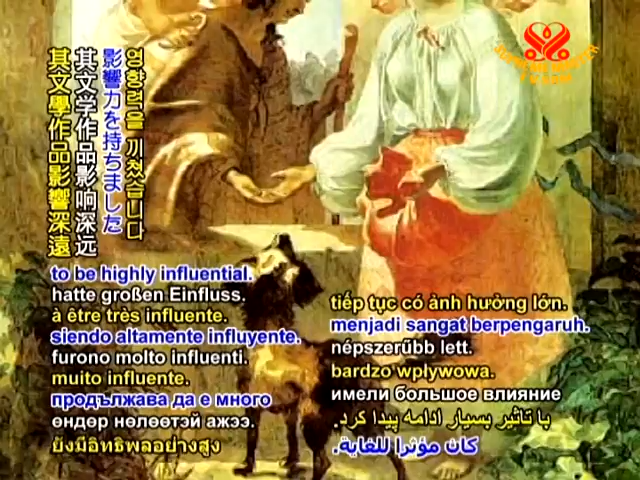 SUPREME MASTER
TV
其文學作品影響深遠
其文学作品影响深远
影響力を持ちました
영향력을 끼쳤습니다
to be highly influential.
hatte großen Einfluss.
à être très influente.
siendo altamente influyente.
furono molto influenti.
muito influente.
продължава да е много
өндөр нөлөөтэй ажээ.
ยังมีอิทธิพลอย่างสูง
tiếp tục có ảnh hưởng lớn.
menjadi sangat berpengaruh.
népszerűbb lett.
bardzo wpływowa.
имели большое влияние
با تاثیر بسیار ادامه پیدا کرد.
كان مؤثرا للغاية.